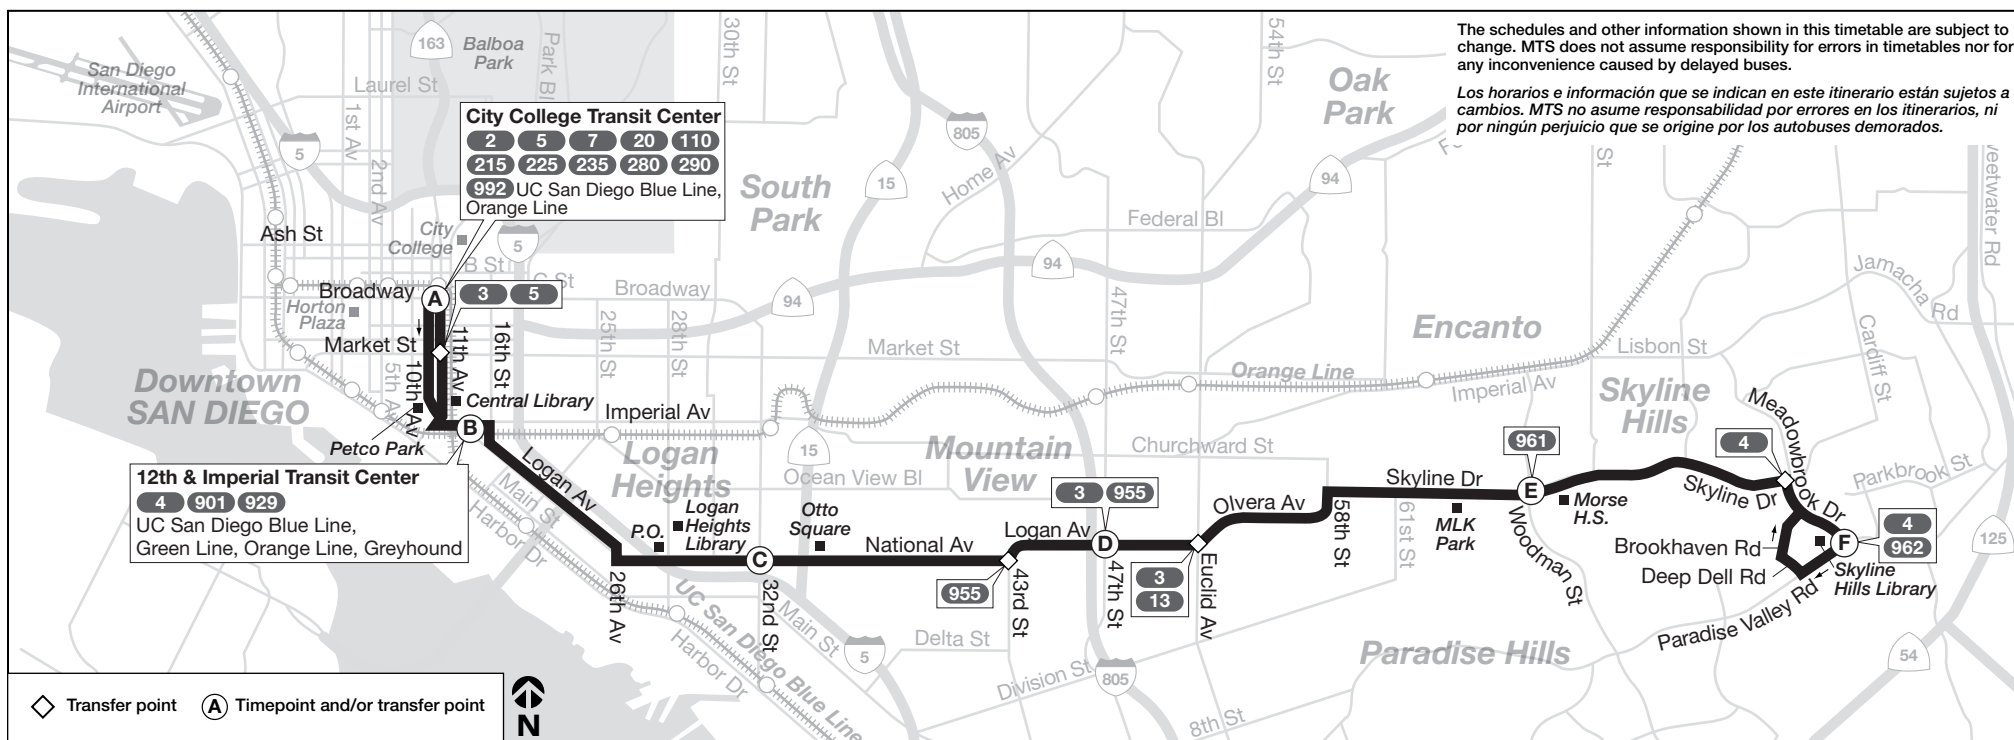 The schedules and other information shown in this timetable are subject to
change. MTS does not assume responsibility for errors in timetables nor for
any inconvenience caused by delayed buses.
Los horarios e información que se indican en este itinerario están sujetos a
cambios. MTS no asume responsabilidad por errores en los itinerarios, ni
por ningún perjuicio que se origine por los autobuses demorados.
163
Balboa
Park
Park Bl
30th St
54th St
Oak
Park
San Diego
International
Airport
Laurel St
1st Av
2nd Av
5
805
15
Home Av
94
St
Sweetwater Rd
City College Transit Center
2 5 7 20 110
215 225 235 280 290
992 UC San Diego Blue Line,
Orange Line
South
Park
Federal Bl
Ash St
City
College
5
B St
C St
94
Jamacha Rd
Rd
Broadway
A
3 5
Broadway
94
47th St
Encanto
Horton
Plaza
Market St
11th Av
16th St
25th St
28th St
Market St
Lisbon St
Cardiff St
Downtown
SAN DIEGO
5th Av
10th Av
Central Library
Orange Line
Imperial Av
Skyline
Hills
Meadowbrook Dr
Petco Park
B
Imperial Av
12th & Imperial Transit Center
4 901 929
UC San Diego Blue Line,
Green Line, Orange Line, Greyhound
Logan Av
Main St
Harbor Dr
Logan
Heights
15
Ocean View Bl
Mountain
View
Churchward St
961
4
Parkbrook St
P.O.
Logan
Heights
Library
Otto
Square
3 955
Olvera Av
Skyline Dr
E
Morse
H.S.
Skyline Dr
C
National Av
Logan Av
D
58th St
61st St
MLK
Park
Woodman St
Brookhaven Rd
Deep Dell Rd
F
4
962
Skyline
Hills Library
125
26th Av
32nd St
955
43rd St
47th St
3
13
Euclid Av
Paradise Valley Rd
UC San Diego Blue Line
Harbor Dr
Main St
5
Delta St
Division St
805
8th St
Paradise Hills
54
Transfer point
A Timepoint and/or transfer point
N